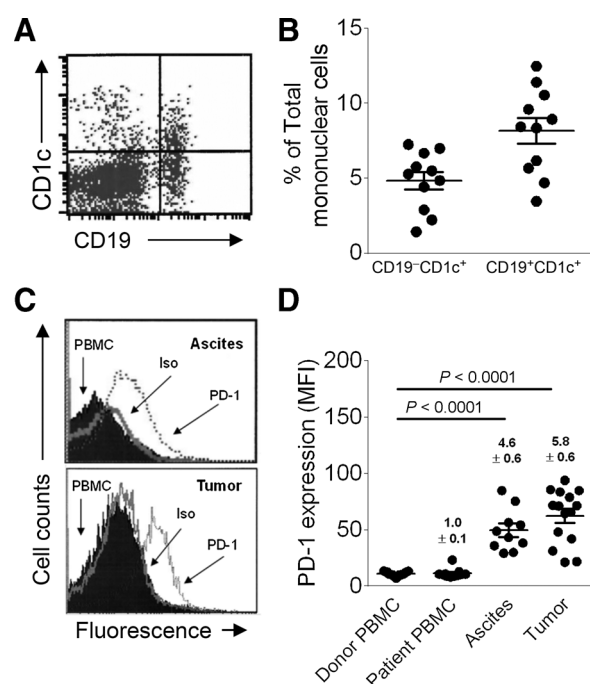 A
CD1c
CD19
B
% of Total
mononuclear cells
15
10
5
0
CD19⁻CD1c⁺
CD19⁺CD1c⁺
C
Ascites
PBMC
Iso
PD-1
Tumor
PBMC
Iso
PD-1
Cell counts
Fluorescence
D
PD-1 expression (MFI)
200
150
100
50
0
P < 0.0001
P < 0.0001
4.6
± 0.6
5.8
± 0.6
1.0
± 0.1
Donor PBMC
Patient PBMC
Ascites
Tumor